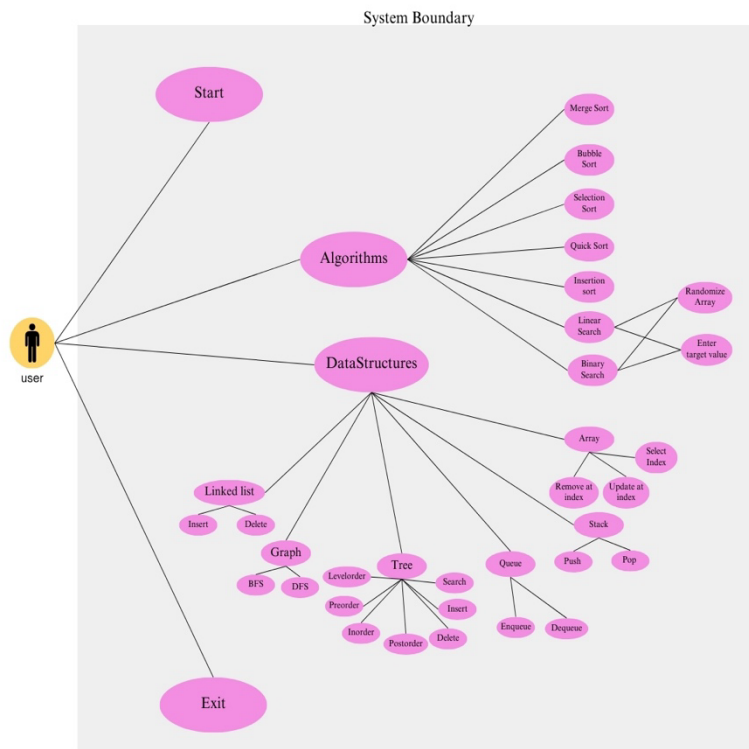 System Boundary
Start
Merge Sort
Bubble
Sort
Selection
Sort
Algorithms
Quick Sort
Insertion
sort
Randomize
Array
Linear
Search
Enter
target value
Binary
Search
user
DataStructures
Array
Select
Index
Remove at
index
Update at
index
Linked list
Insert
Delete
Stack
Push
Pop
Graph
BFS
DFS
Tree
Levelorder
Search
Preorder
Insert
Inorder
Postorder
Delete
Queue
Enqueue
Dequeue
Exit